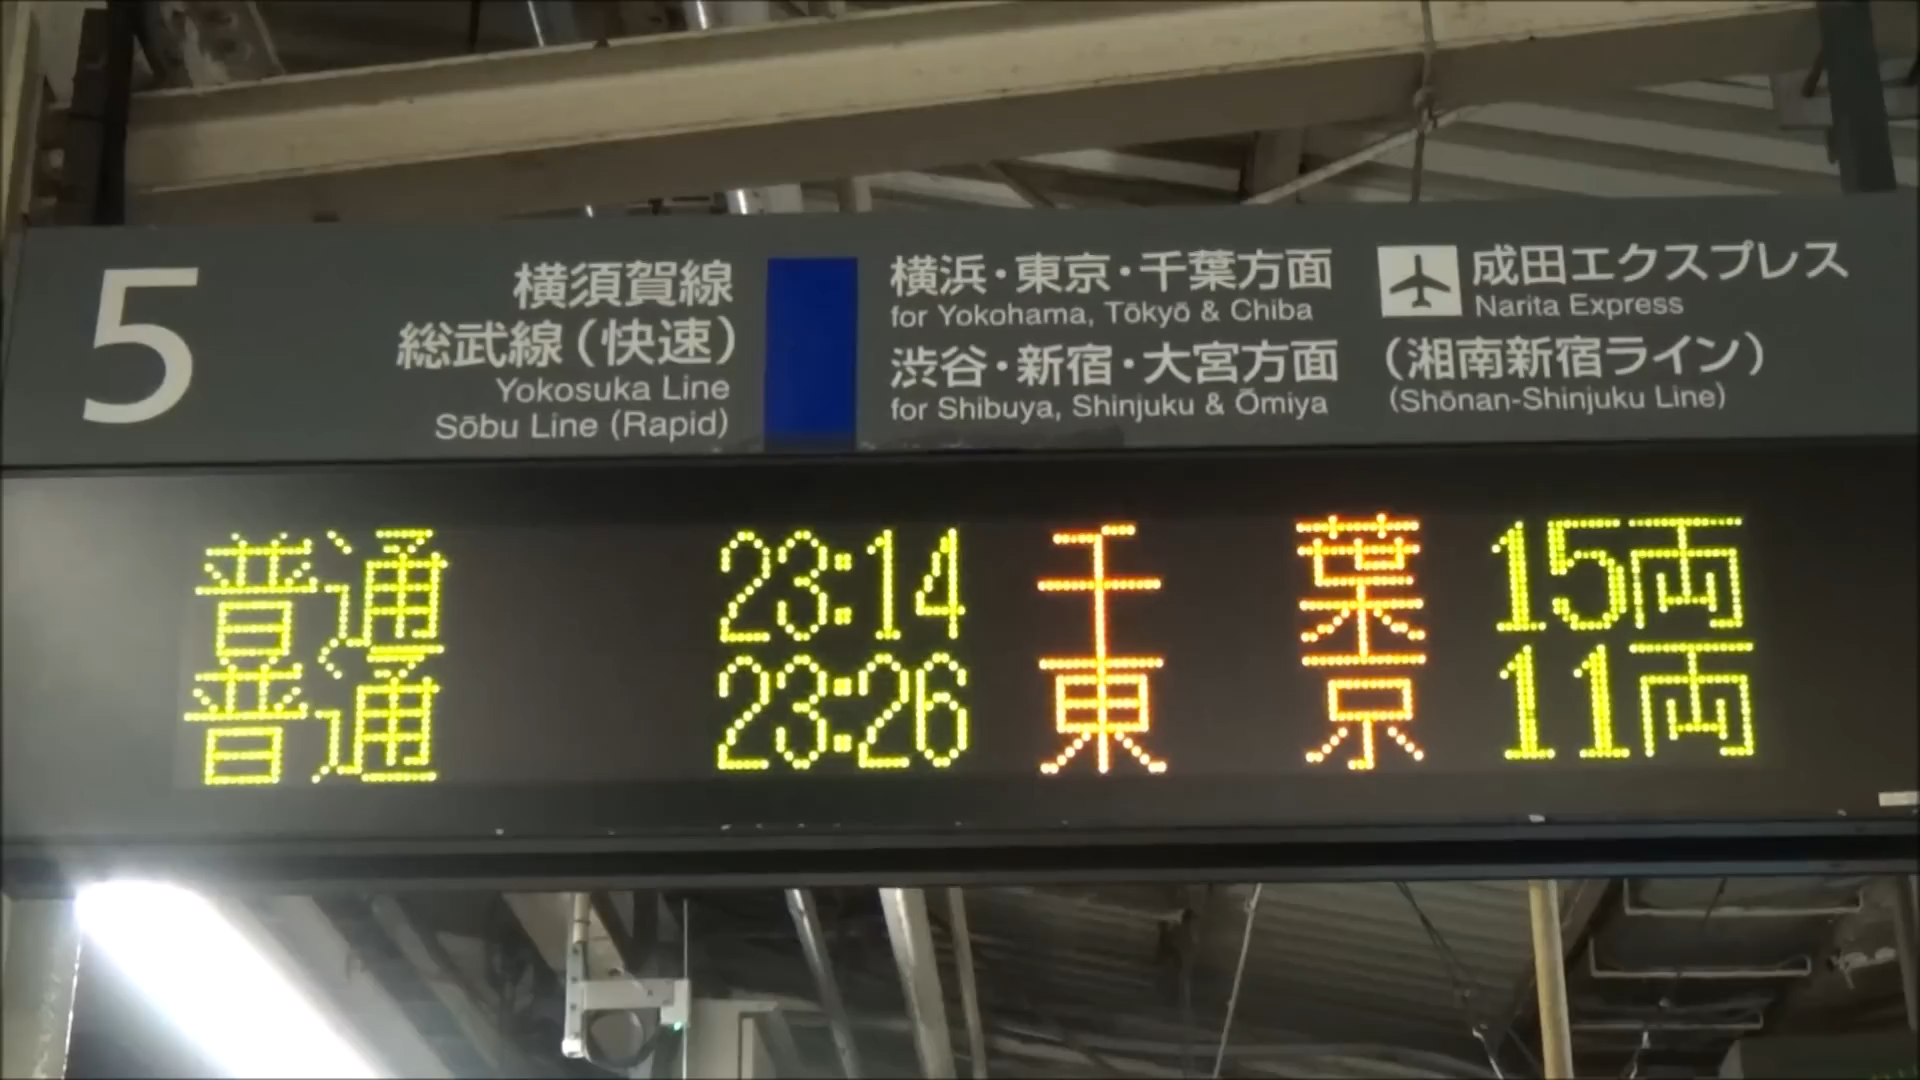 5
横須賀線
総武線（快速）
Yokosuka Line
Sōbu Line (Rapid)
横浜・東京・千葉方面
for Yokohama, Tōkyō & Chiba
渋谷・新宿・大宮方面
for Shibuya, Shinjuku & Ōmiya
成田エクスプレス
Narita Express
（湘南新宿ライン）
(Shōnan-Shinjuku Line)
普通 23:14 千葉 15両
普通 23:26 東京 11両